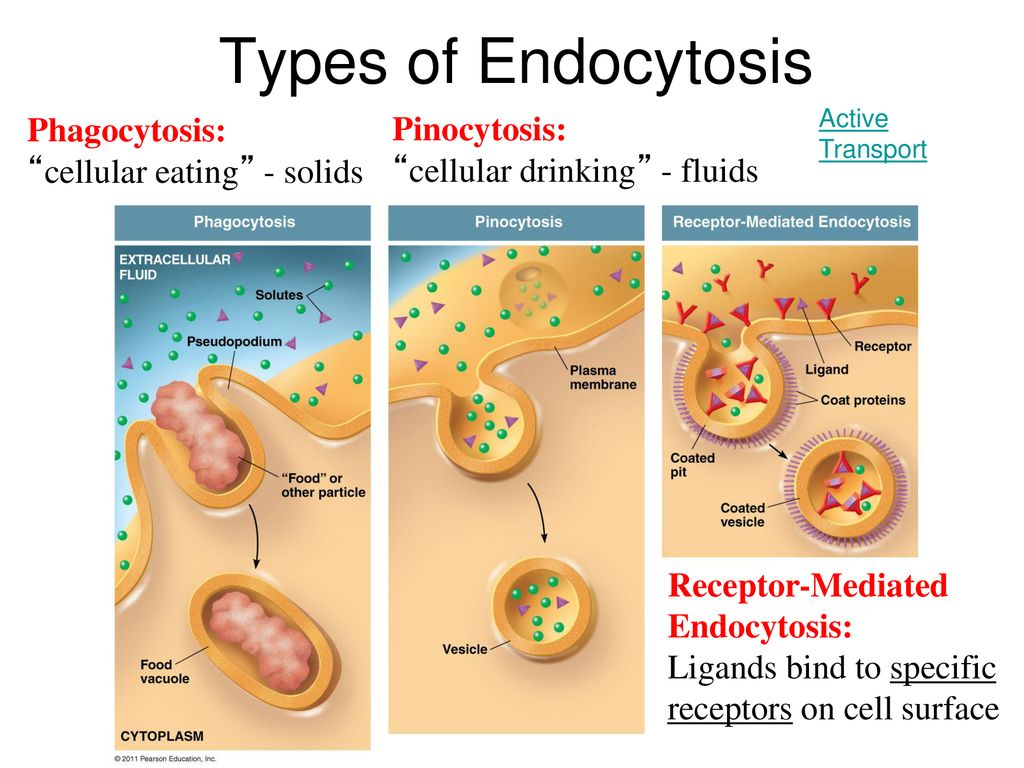 Types of Endocytosis
Phagocytosis:
“cellular eating” - solids
Pinocytosis:
“cellular drinking” - fluids
Active
Transport
Phagocytosis
EXTRACELLULAR
FLUID
Solutes
Pseudopodium
“Food” or
other particle
Food
vacuole
CYTOPLASM
Pinocytosis
Plasma
membrane
Vesicle
Receptor-Mediated Endocytosis
Receptor
Ligand
Coat proteins
Coated
pit
Coated
vesicle
Receptor-Mediated
Endocytosis:
Ligands bind to specific
receptors on cell surface
© 2011 Pearson Education, Inc.